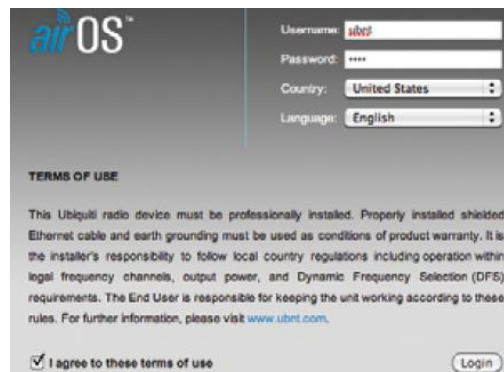 airOS™
Username: ubnt
Password: ••••
Country: United States
Language: English
TERMS OF USE
This Ubiquiti radio device must be professionally installed. Properly installed shielded
Ethernet cable and earth grounding must be used as conditions of product warranty. It is
the installer's responsibility to follow local country regulations including operation within
legal frequency channels, output power, and Dynamic Frequency Selection (DFS)
requirements. The End User is responsible for keeping the unit working according to these
rules. For further information, please visit www.ubnt.com.
I agree to these terms of use
Login